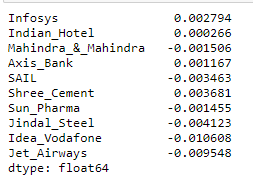 Infosys 0.002794
Indian_Hotel 0.000266
Mahindra_&_Mahindra -0.001506
Axis_Bank 0.001167
SAIL -0.003463
Shree_Cement 0.003681
Sun_Pharma -0.001455
Jindal_Steel -0.004123
Idea_Vodafone -0.010608
Jet_Airways -0.009548
dtype: float64